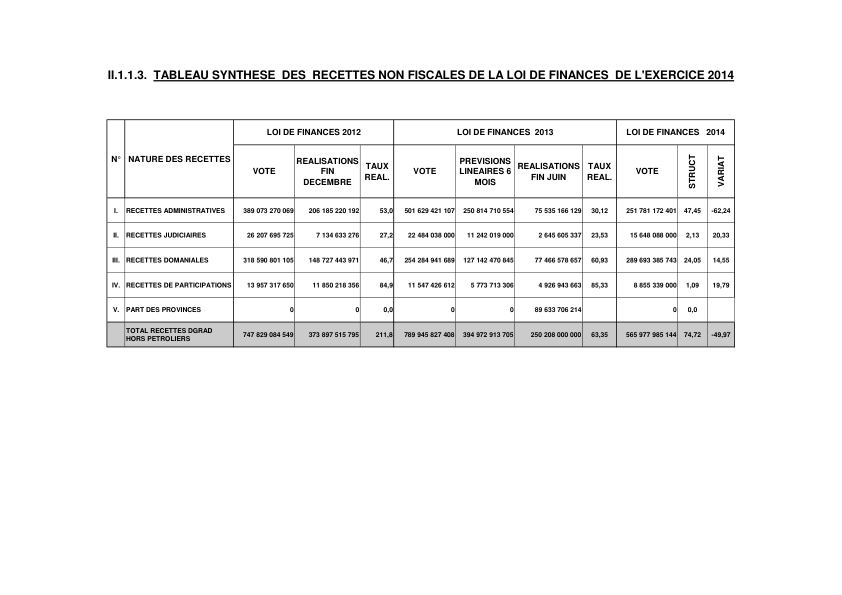 II.1.1.3. TABLEAU SYNTHESE DES RECETTES NON FISCALES DE LA LOI DE FINANCES DE L'EXERCICE 2014
LOI DE FINANCES 2012 LOI DE FINANCES 2013 LOI DE FINANCES 2014
N° NATURE DES RECETTES VOTE REALISATIONS FIN DECEMBRE TAUX REAL. VOTE PREVISIONS LINEAIRES 6 MOIS REALISATIONS FIN JUIN TAUX REAL. VOTE STRUCT VARIAT
I. RECETTES ADMINISTRATIVES 389 073 270 069 206 185 220 192 53,0 501 629 421 107 250 814 710 554 75 535 166 129 30,12 251 781 172 401 47,45 -62,24
II. RECETTES JUDICIAIRES 26 207 695 725 7 134 633 276 27,2 22 484 038 000 11 242 019 000 2 645 605 337 23,53 15 648 088 000 2,13 20,33
III. RECETTES DOMANIALES 318 590 801 105 148 727 443 971 46,7 254 284 941 689 127 142 470 845 77 466 578 657 60,93 289 693 385 743 24,05 14,55
IV. RECETTES DE PARTICIPATIONS 13 957 317 650 11 850 218 356 84,9 11 547 426 612 5 773 713 306 4 926 943 663 85,33 8 855 339 000 1,09 19,79
V. PART DES PROVINCES 0 0 0,0 0 0 89 633 706 214 0 0,0
TOTAL RECETTES DGRAD HORS PETROLIERS 747 829 084 549 373 897 515 795 211,8 789 945 827 408 394 972 913 705 250 208 000 000 63,35 565 977 985 144 74,72 -49,97